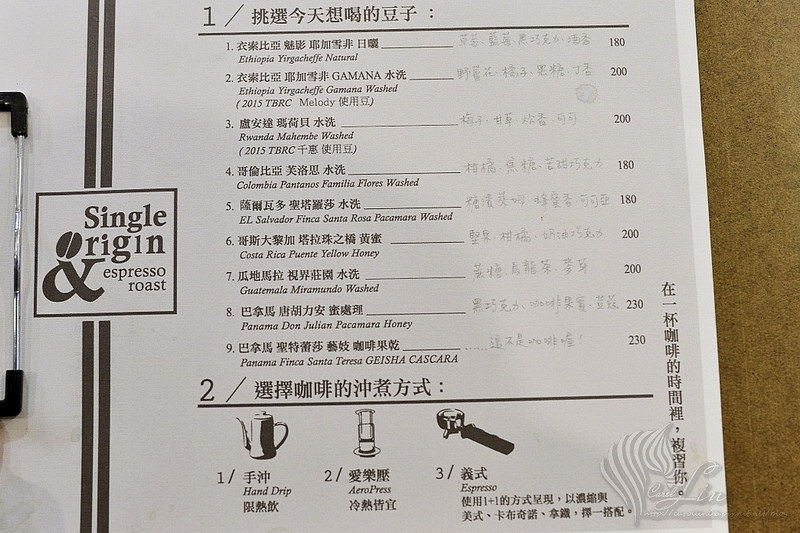 1 / 挑選今天想喝的豆子：
1. 衣索比亞 魅影 耶加雪菲 日曬 草莓、藍莓、黑巧克力、酒香 180
Ethiopia Yirgacheffe Natural
2. 衣索比亞 耶加雪菲 GAMANA 水洗 野薑花、橘子、黑糖、丁香 200
Ethiopia Yirgacheffe Gamana Washed
( 2015 TBRC Melody 使用豆)
3. 盧安達 瑪荷貝 水洗 梅子、甘草、可可 200
Rwanda Mahembe Washed
( 2015 TBRC 千惠 使用豆)
4. 哥倫比亞 芙洛思 水洗 柑橘、焦糖、苦甜巧克力 180
Colombia Pantanos Familia Flores Washed
5. 薩爾瓦多 聖塔羅莎 水洗 糖漬、蜂蜜香、可可亞 180
EL Salvador Finca Santa Rosa Pacamara Washed
6. 哥斯大黎加 塔拉珠之橋 黃蜜 堅果、柑橘、奶油巧克力 200
Costa Rica Puente Yellow Honey
7. 瓜地馬拉 視界莊園 水洗 蔗糖、烏龍茶、麥芽 200
Guatemala Miramundo Washed
8. 巴拿馬 唐胡力安 蜜處理 黑巧克力、咖啡果蜜、豆蔻 230
Panama Don Julian Pacamara Honey
9. 巴拿馬 聖特蕾莎 藝妓 咖啡果乾 ......這不是咖啡喔！ 230
Panama Finca Santa Teresa GEISHA CASCARA
Single
Origin
& espresso
roast
2 / 選擇咖啡的沖煮方式：
1/ 手沖
Hand Drip
限熱飲
2/ 愛樂壓
AeroPress
冷熱皆宜
3/ 義式
Espresso
使用1+1的方式呈現，以濃縮與
美式、卡布奇諾、拿鐵，擇一搭配。
在一杯咖啡的時間裡，複習你。
Lin